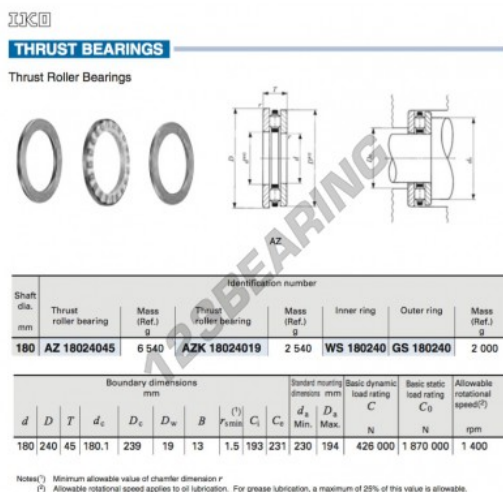 IKO
THRUST BEARINGS
Thrust Roller Bearings
T
r
r
D
d
AZ
123BEARING
Identification number
Shaft dia. mm | Thrust roller bearing | Mass (Ref.) g | Thrust roller bearing | Mass (Ref.) g | Inner ring | Outer ring | Mass (Ref.) g
180 | AZ 18024045 | 6 540 | AZK 18024019 | 2 540 | WS 180240 | GS 180240 | 2 000
Boundary dimensions mm | Standard mounting dimensions mm | Basic dynamic load rating C N | Basic static load rating C0 N | Allowable rotational speed(2) rpm
d | D | T | dc | Dc | Dw | B | (1) rsmin | Ci | Ce | da Min. | Da Max.
180 | 240 | 45 | 180.1 | 239 | 19 | 13 | 1.5 | 193 | 231 | 230 | 194 | 426 000 | 1 870 000 | 1 400
Notes(1) Minimum allowable value of chamfer dimension r
(2) Allowable rotational speed applies to oil lubrication. For grease lubrication, a maximum of 25% of this value is allowable.